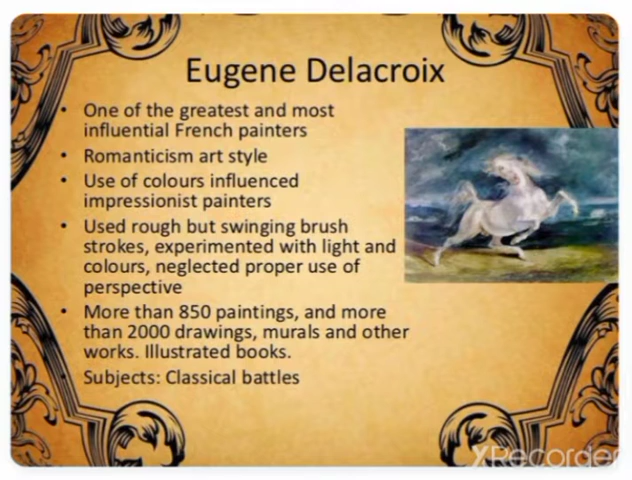 Eugene Delacroix
• One of the greatest and most
influential French painters
• Romanticism art style
• Use of colours influenced
impressionist painters
• Used rough but swinging brush
strokes, experimented with light and
colours, neglected proper use of
perspective
• More than 850 paintings, and more
than 2000 drawings, murals and other
works. Illustrated books.
• Subjects: Classical battles
XRecorder